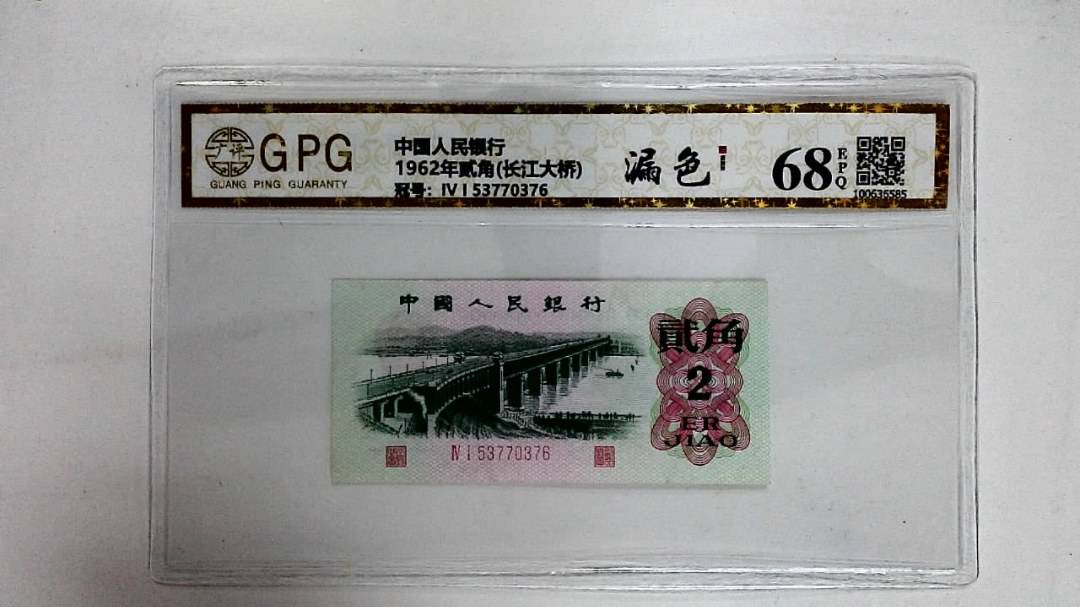 广评
GPG
GUANG PING GUARANTY
中国人民银行
1962年贰角(长江大桥)
冠号: IV I 53770376
漏色
68
EPQ
100636585
中國人民銀行
貳角
2
ER
JIAO
IV I 53770376